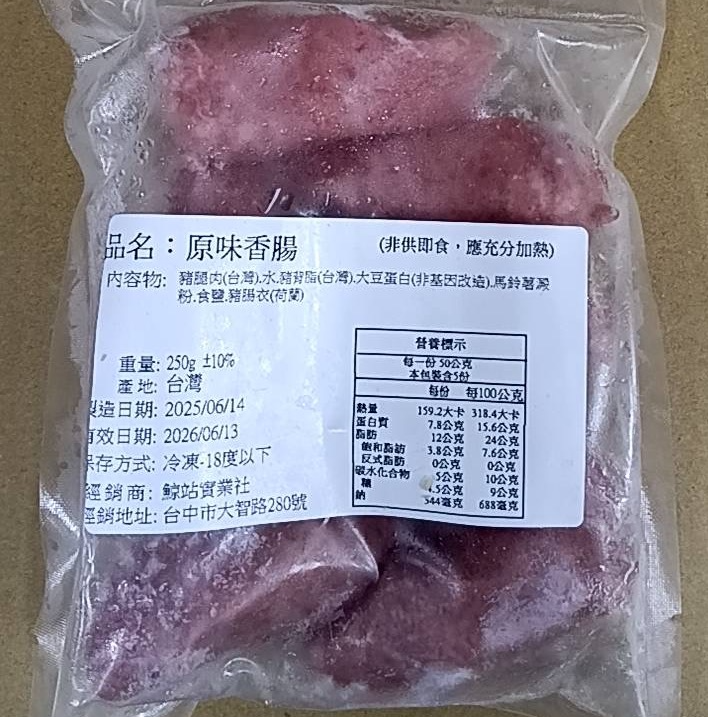 品名：原味香腸 (非供即食，應充分加熱)
內容物: 豬腿肉(台灣).水.豬背脂(台灣).大豆蛋白(非基因改造).馬鈴薯澱
粉.食鹽.豬腸衣(荷蘭)
重量: 250g ±10%
產地: 台灣
製造日期: 2025/06/14
有效日期: 2026/06/13
保存方式: 冷凍-18度以下
經銷商: 鯨站實業社
經銷地址: 台中市大智路280號
營養標示
每一份 50公克
本包裝含5份
每份 每100公克
熱量 159.2大卡 318.4大卡
蛋白質 7.8公克 15.6公克
脂肪 12公克 24公克
飽和脂肪 3.8公克 7.6公克
反式脂肪 0公克 0公克
碳水化合物 5公克 10公克
糖 4.5公克 9公克
鈉 344毫克 688毫克